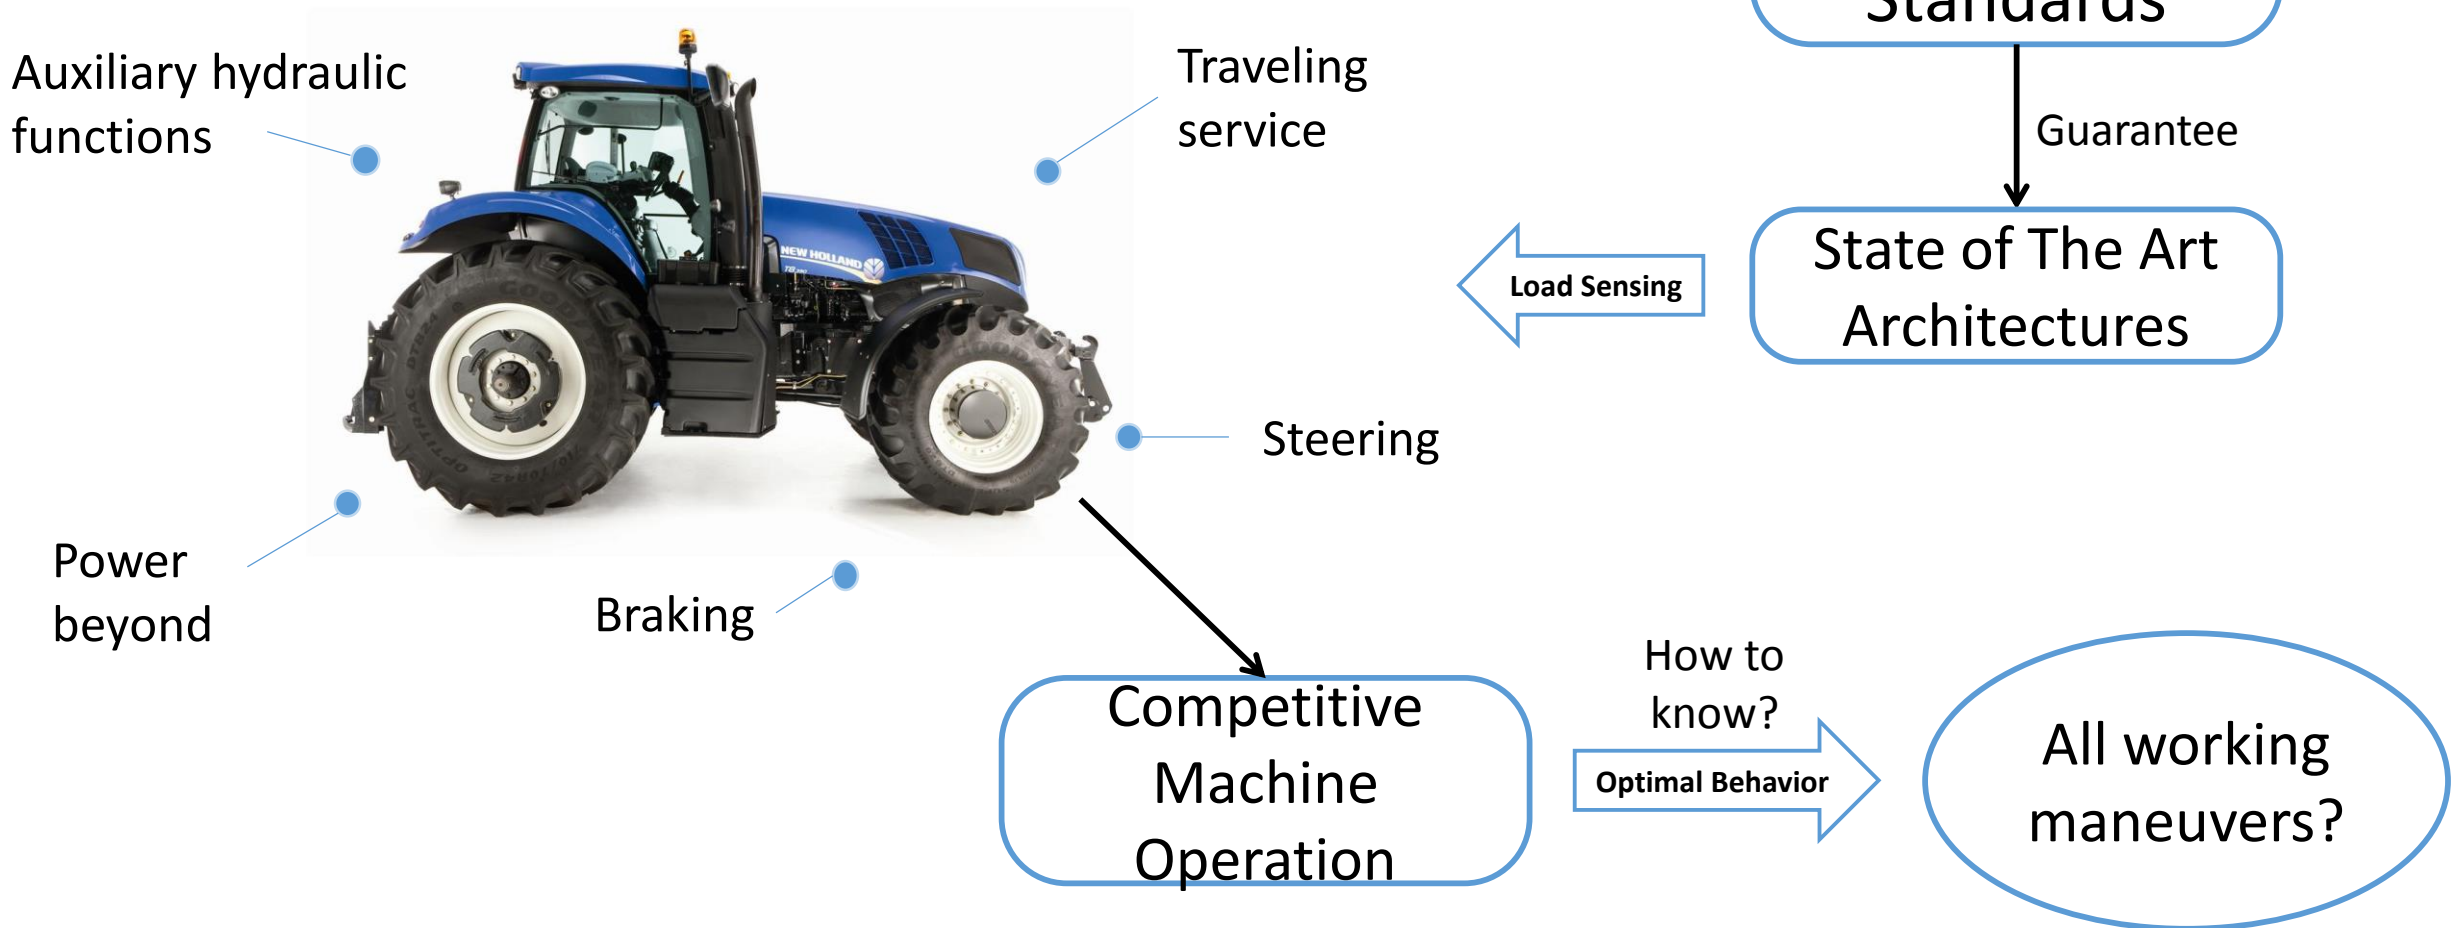 Standards
Auxiliary hydraulic
functions
Traveling
service
Guarantee
State of The Art
Architectures
Load Sensing
NEW HOLLAND
Steering
Power
beyond
Braking
How to
know?
Competitive
Machine
Operation
Optimal Behavior
All working
maneuvers?